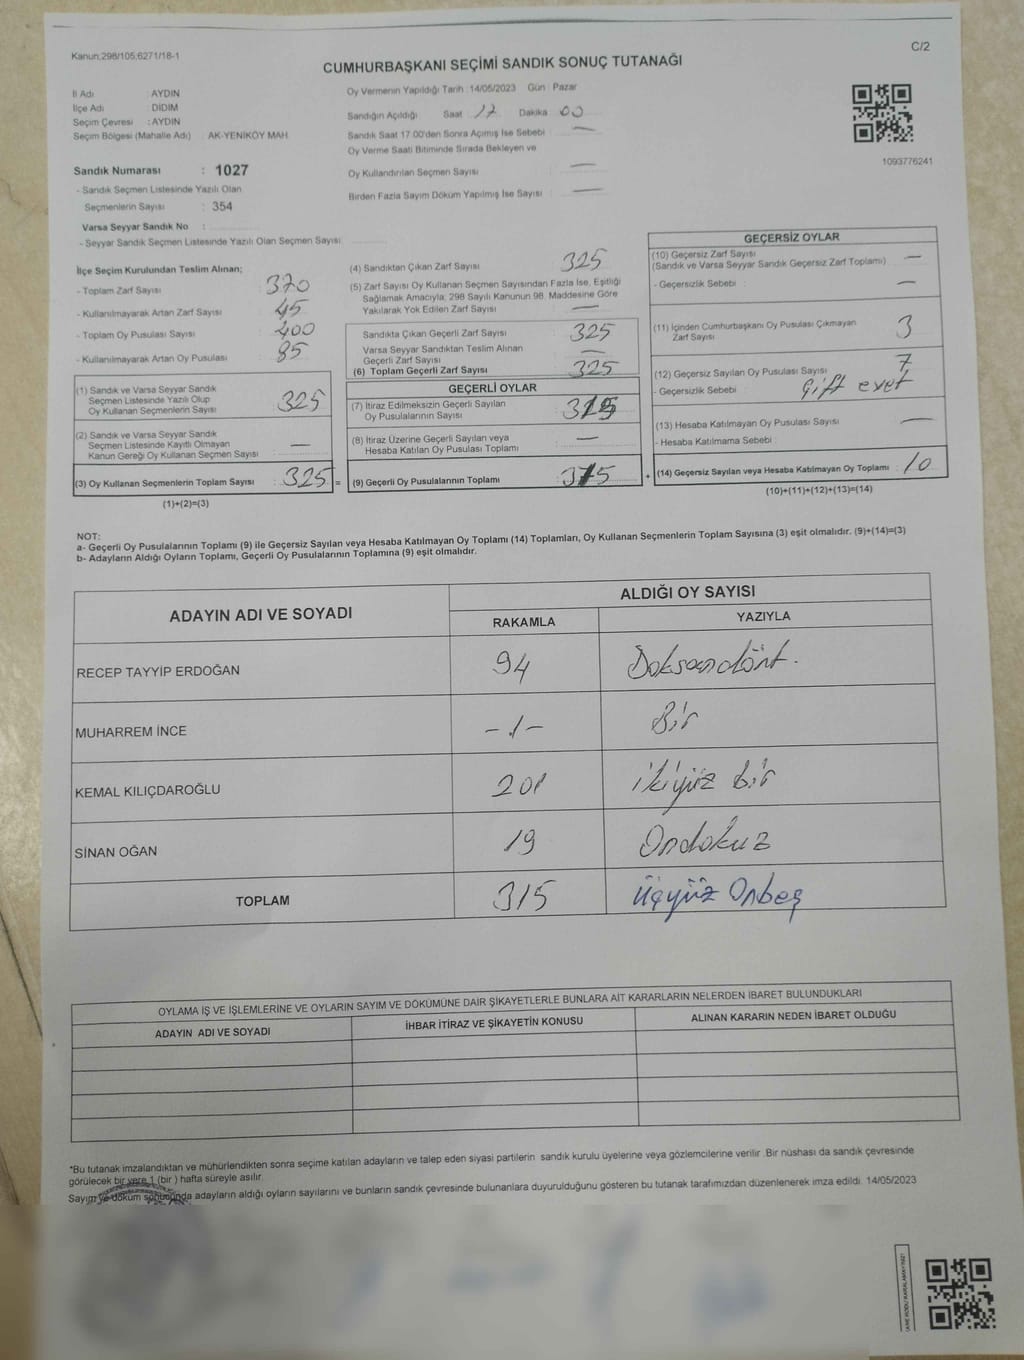 Kanun:298/105,6271/18-1
C/2
CUMHURBAŞKANI SEÇİMİ SANDIK SONUÇ TUTANAĞI
İl Adı : AYDIN
İlçe Adı : DİDİM
Seçim Çevresi : AYDIN
Seçim Bölgesi (Mahalle Adı) : AK-YENİKÖY MAH.
Sandık Numarası : 1027
- Sandık Seçmen Listesinde Yazılı Olan
Seçmenlerin Sayısı : 354
Varsa Seyyar Sandık No :
- Seyyar Sandık Seçmen Listesinde Yazılı Olan Seçmen Sayısı
Oy Vermenin Yapıldığı Tarih : 14/05/2023 Gün : Pazar
Sandığın Açıldığı Saat : 17 Dakika : 00
Sandık Saat 17.00'den Sonra Açılmış İse Sebebi : —
Oy Verme Saati Bitiminde Sırada Bekleyen ve
Oy Kullandırılan Seçmen Sayısı : —
Birden Fazla Sayım Döküm Yapılmış İse Sayısı : —
1093776241
İlçe Seçim Kurulundan Teslim Alınan;
- Toplam Zarf Sayısı : 370
- Kullanılmayarak Artan Zarf Sayısı : 45
- Toplam Oy Pusulası Sayısı : 400
- Kullanılmayarak Artan Oy Pusulası : 85
(1) Sandık ve Varsa Seyyar Sandık
Seçmen Listesinde Yazılı Olup
Oy Kullanan Seçmenlerin Sayısı : 325
(2) Sandık ve Varsa Seyyar Sandık
Seçmen Listesinde Kayıtlı Olmayan
Kanun Gereği Oy Kullanan Seçmen Sayısı : —
(3) Oy Kullanan Seçmenlerin Toplam Sayısı : 325 =
(1)+(2)=(3)
(4) Sandıktan Çıkan Zarf Sayısı : 325
(5) Zarf Sayısı Oy Kullanan Seçmen Sayısından Fazla İse, Eşitliği
Sağlamak Amacıyla; 298 Sayılı Kanunun 98. Maddesine Göre
Yakılarak Yok Edilen Zarf Sayısı : —
Sandıkta Çıkan Geçerli Zarf Sayısı : 325
Varsa Seyyar Sandıktan Teslim Alınan
Geçerli Zarf Sayısı : —
(6) Toplam Geçerli Zarf Sayısı : 325
GEÇERLİ OYLAR
(7) İtiraz Edilmeksizin Geçerli Sayılan
Oy Pusulalarının Sayısı : 315
(8) İtiraz Üzerine Geçerli Sayılan veya
Hesaba Katılan Oy Pusulası Toplamı : —
(9) Geçerli Oy Pusulalarının Toplamı : 315 +
GEÇERSİZ OYLAR
(10) Geçersiz Zarf Sayısı
(Sandık ve Varsa Seyyar Sandık Geçersiz Zarf Toplamı) : —
- Geçersizlik Sebebi : —
(11) İçinden Cumhurbaşkanı Oy Pusulası Çıkmayan
Zarf Sayısı : 3
(12) Geçersiz Sayılan Oy Pusulası Sayısı : 7
- Geçersizlik Sebebi : Çift evet
(13) Hesaba Katılmayan Oy Pusulası Sayısı : —
- Hesaba Katılmama Sebebi :
(14) Geçersiz Sayılan veya Hesaba Katılmayan Oy Toplamı : 10
(10)+(11)+(12)+(13)=(14)
NOT:
a- Geçerli Oy Pusulalarının Toplamı (9) ile Geçersiz Sayılan veya Hesaba Katılmayan Oy Toplamı (14) Toplamları, Oy Kullanan Seçmenlerin Toplam Sayısına (3) eşit olmalıdır. (9)+(14)=(3)
b- Adayların Aldığı Oyların Toplamı, Geçerli Oy Pusulalarının Toplamına (9) eşit olmalıdır.
ADAYIN ADI VE SOYADI
ALDIĞI OY SAYISI
RAKAMLA YAZIYLA
RECEP TAYYİP ERDOĞAN 94 Doksandört.
MUHARREM İNCE -1- Bir
KEMAL KILIÇDAROĞLU 201 ikiyüz bir
SİNAN OĞAN 19 Ondokuz
TOPLAM 315 Üçyüz Onbeş
OYLAMA İŞ VE İŞLEMLERİNE VE OYLARIN SAYIM VE DÖKÜMÜNE DAİR ŞİKAYETLERLE BUNLARA AİT KARARLARIN NELERDEN İBARET BULUNDUKLARI
ADAYIN ADI VE SOYADI İHBAR İTİRAZ VE ŞİKAYETİN KONUSU ALINAN KARARIN NEDEN İBARET OLDUĞU
*Bu tutanak imzalandıktan ve mühürlendikten sonra seçime katılan adayların ve talep eden siyasi partilerin sandık kurulu üyelerine veya gözlemcilerine verilir. Bir nüshası da sandık çevresinde
görülecek bir yere 1 (bir) hafta süreyle asılır.
Sayım ve döküm sonucunda adayların aldığı oyların sayılarını ve bunların sandık çevresinde bulunanlara duyurulduğunu gösteren bu tutanak tarafımızdan düzenlenerek imza edildi. 14/05/2023